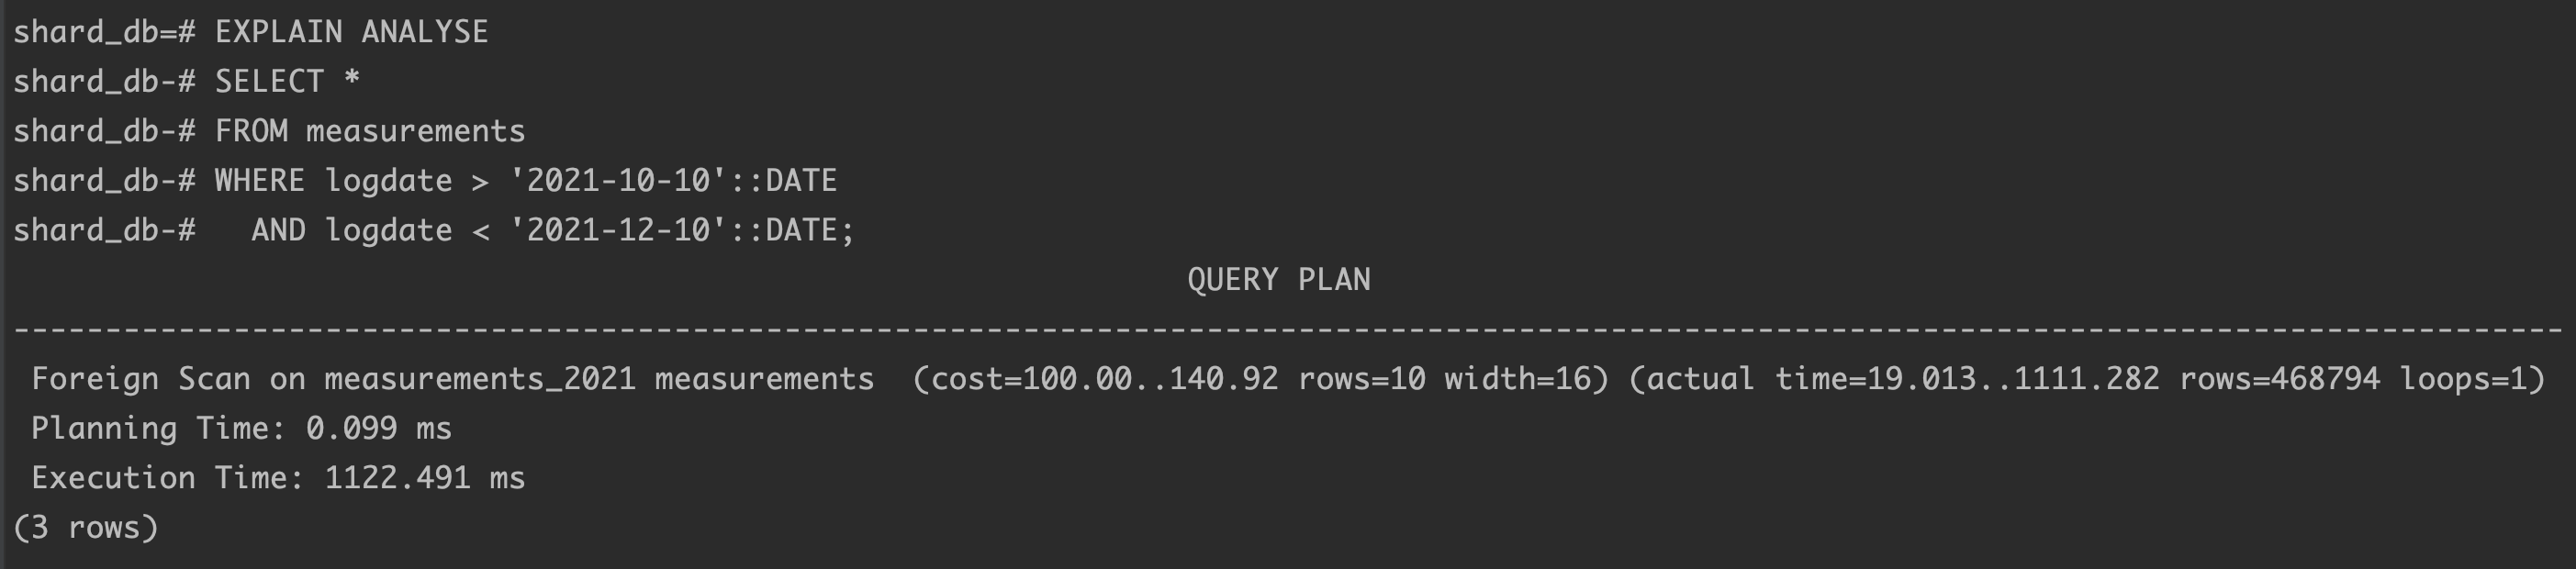 shard_db=# EXPLAIN ANALYSE
shard_db-# SELECT *
shard_db-# FROM measurements
shard_db-# WHERE logdate > '2021-10-10'::DATE
shard_db-#   AND logdate < '2021-12-10'::DATE;
QUERY PLAN
-------------------------------------------------------------------------------------------------------------------------------------------
Foreign Scan on measurements_2021 measurements  (cost=100.00..140.92 rows=10 width=16) (actual time=19.013..1111.282 rows=468794 loops=1)
Planning Time: 0.099 ms
Execution Time: 1122.491 ms
(3 rows)